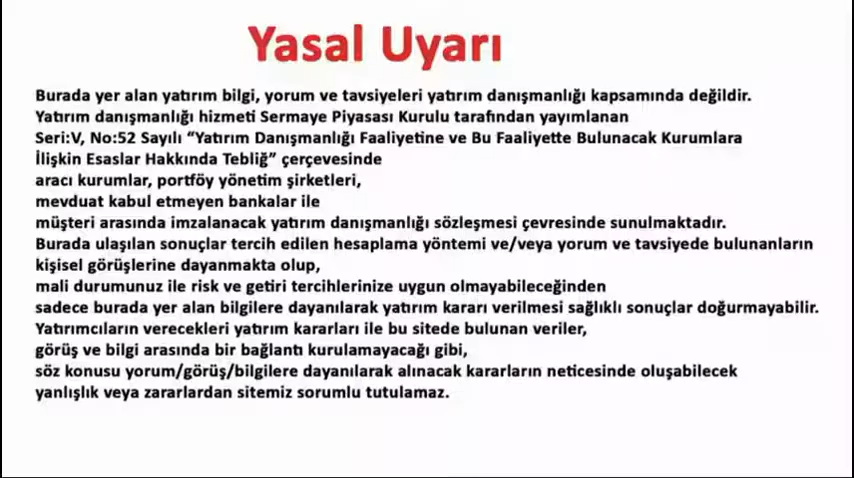 Yasal Uyarı
Burada yer alan yatırım bilgi, yorum ve tavsiyeleri yatırım danışmanlığı kapsamında değildir.
Yatırım danışmanlığı hizmeti Sermaye Piyasası Kurulu tarafından yayımlanan
Seri:V, No:52 Sayılı “Yatırım Danışmanlığı Faaliyetine ve Bu Faaliyette Bulunacak Kurumlara
İlişkin Esaslar Hakkında Tebliğ” çerçevesinde
aracı kurumlar, portföy yönetim şirketleri,
mevduat kabul etmeyen bankalar ile
müşteri arasında imzalanacak yatırım danışmanlığı sözleşmesi çevresinde sunulmaktadır.
Burada ulaşılan sonuçlar tercih edilen hesaplama yöntemi ve/veya yorum ve tavsiyede bulunanların
kişisel görüşlerine dayanmakta olup,
mali durumunuz ile risk ve getiri tercihlerinize uygun olmayabileceğinden
sadece burada yer alan bilgilere dayanılarak yatırım kararı verilmesi sağlıklı sonuçlar doğurmayabilir.
Yatırımcıların verecekleri yatırım kararları ile bu sitede bulunan veriler,
görüş ve bilgi arasında bir bağlantı kurulamayacağı gibi,
söz konusu yorum/görüş/bilgilere dayanılarak alınacak kararların neticesinde oluşabilecek
yanlışlık veya zararlardan sitemiz sorumlu tutulamaz.